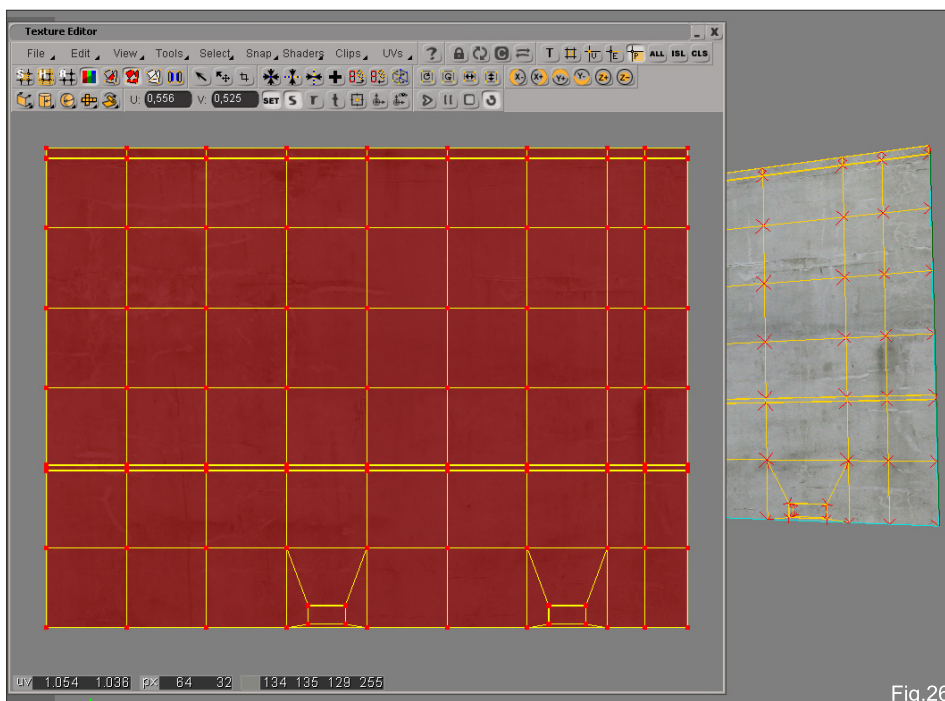 Texture Editor
File Edit View Tools Select Snap Shaders Clips UVs ? C T U E P ALL ISL CLS
X- X+ Y+ Y- Z+ Z-
U: 0,556 V: 0,525 SET S r t
uv 1.054 1.036 px 64 32 134 135 129 255
Fig.26